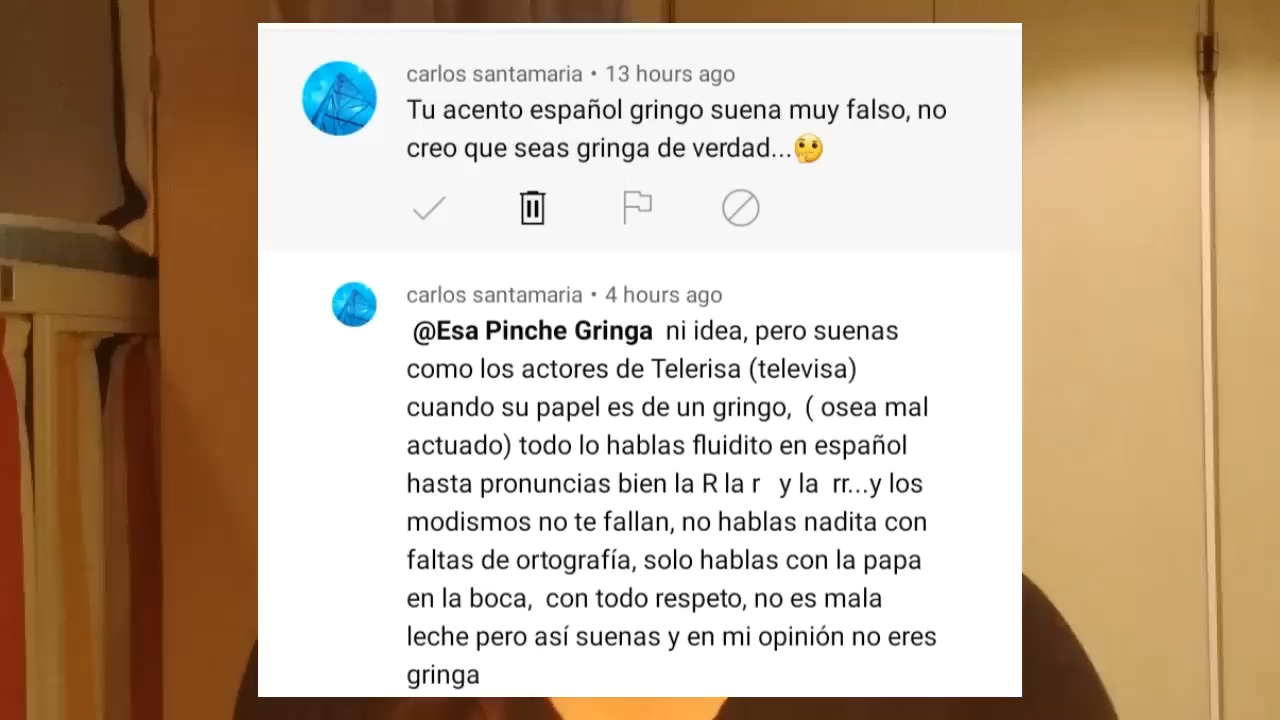 carlos santamaria • 13 hours ago
Tu acento español gringo suena muy falso, no
creo que seas gringa de verdad...🤔
carlos santamaria • 4 hours ago
@Esa Pinche Gringa ni idea, pero suenas
como los actores de Telerisa (televisa)
cuando su papel es de un gringo, ( osea mal
actuado) todo lo hablas fluidito en español
hasta pronuncias bien la R la r y la rr...y los
modismos no te fallan, no hablas nadita con
faltas de ortografía, solo hablas con la papa
en la boca, con todo respeto, no es mala
leche pero así suenas y en mi opinión no eres
gringa